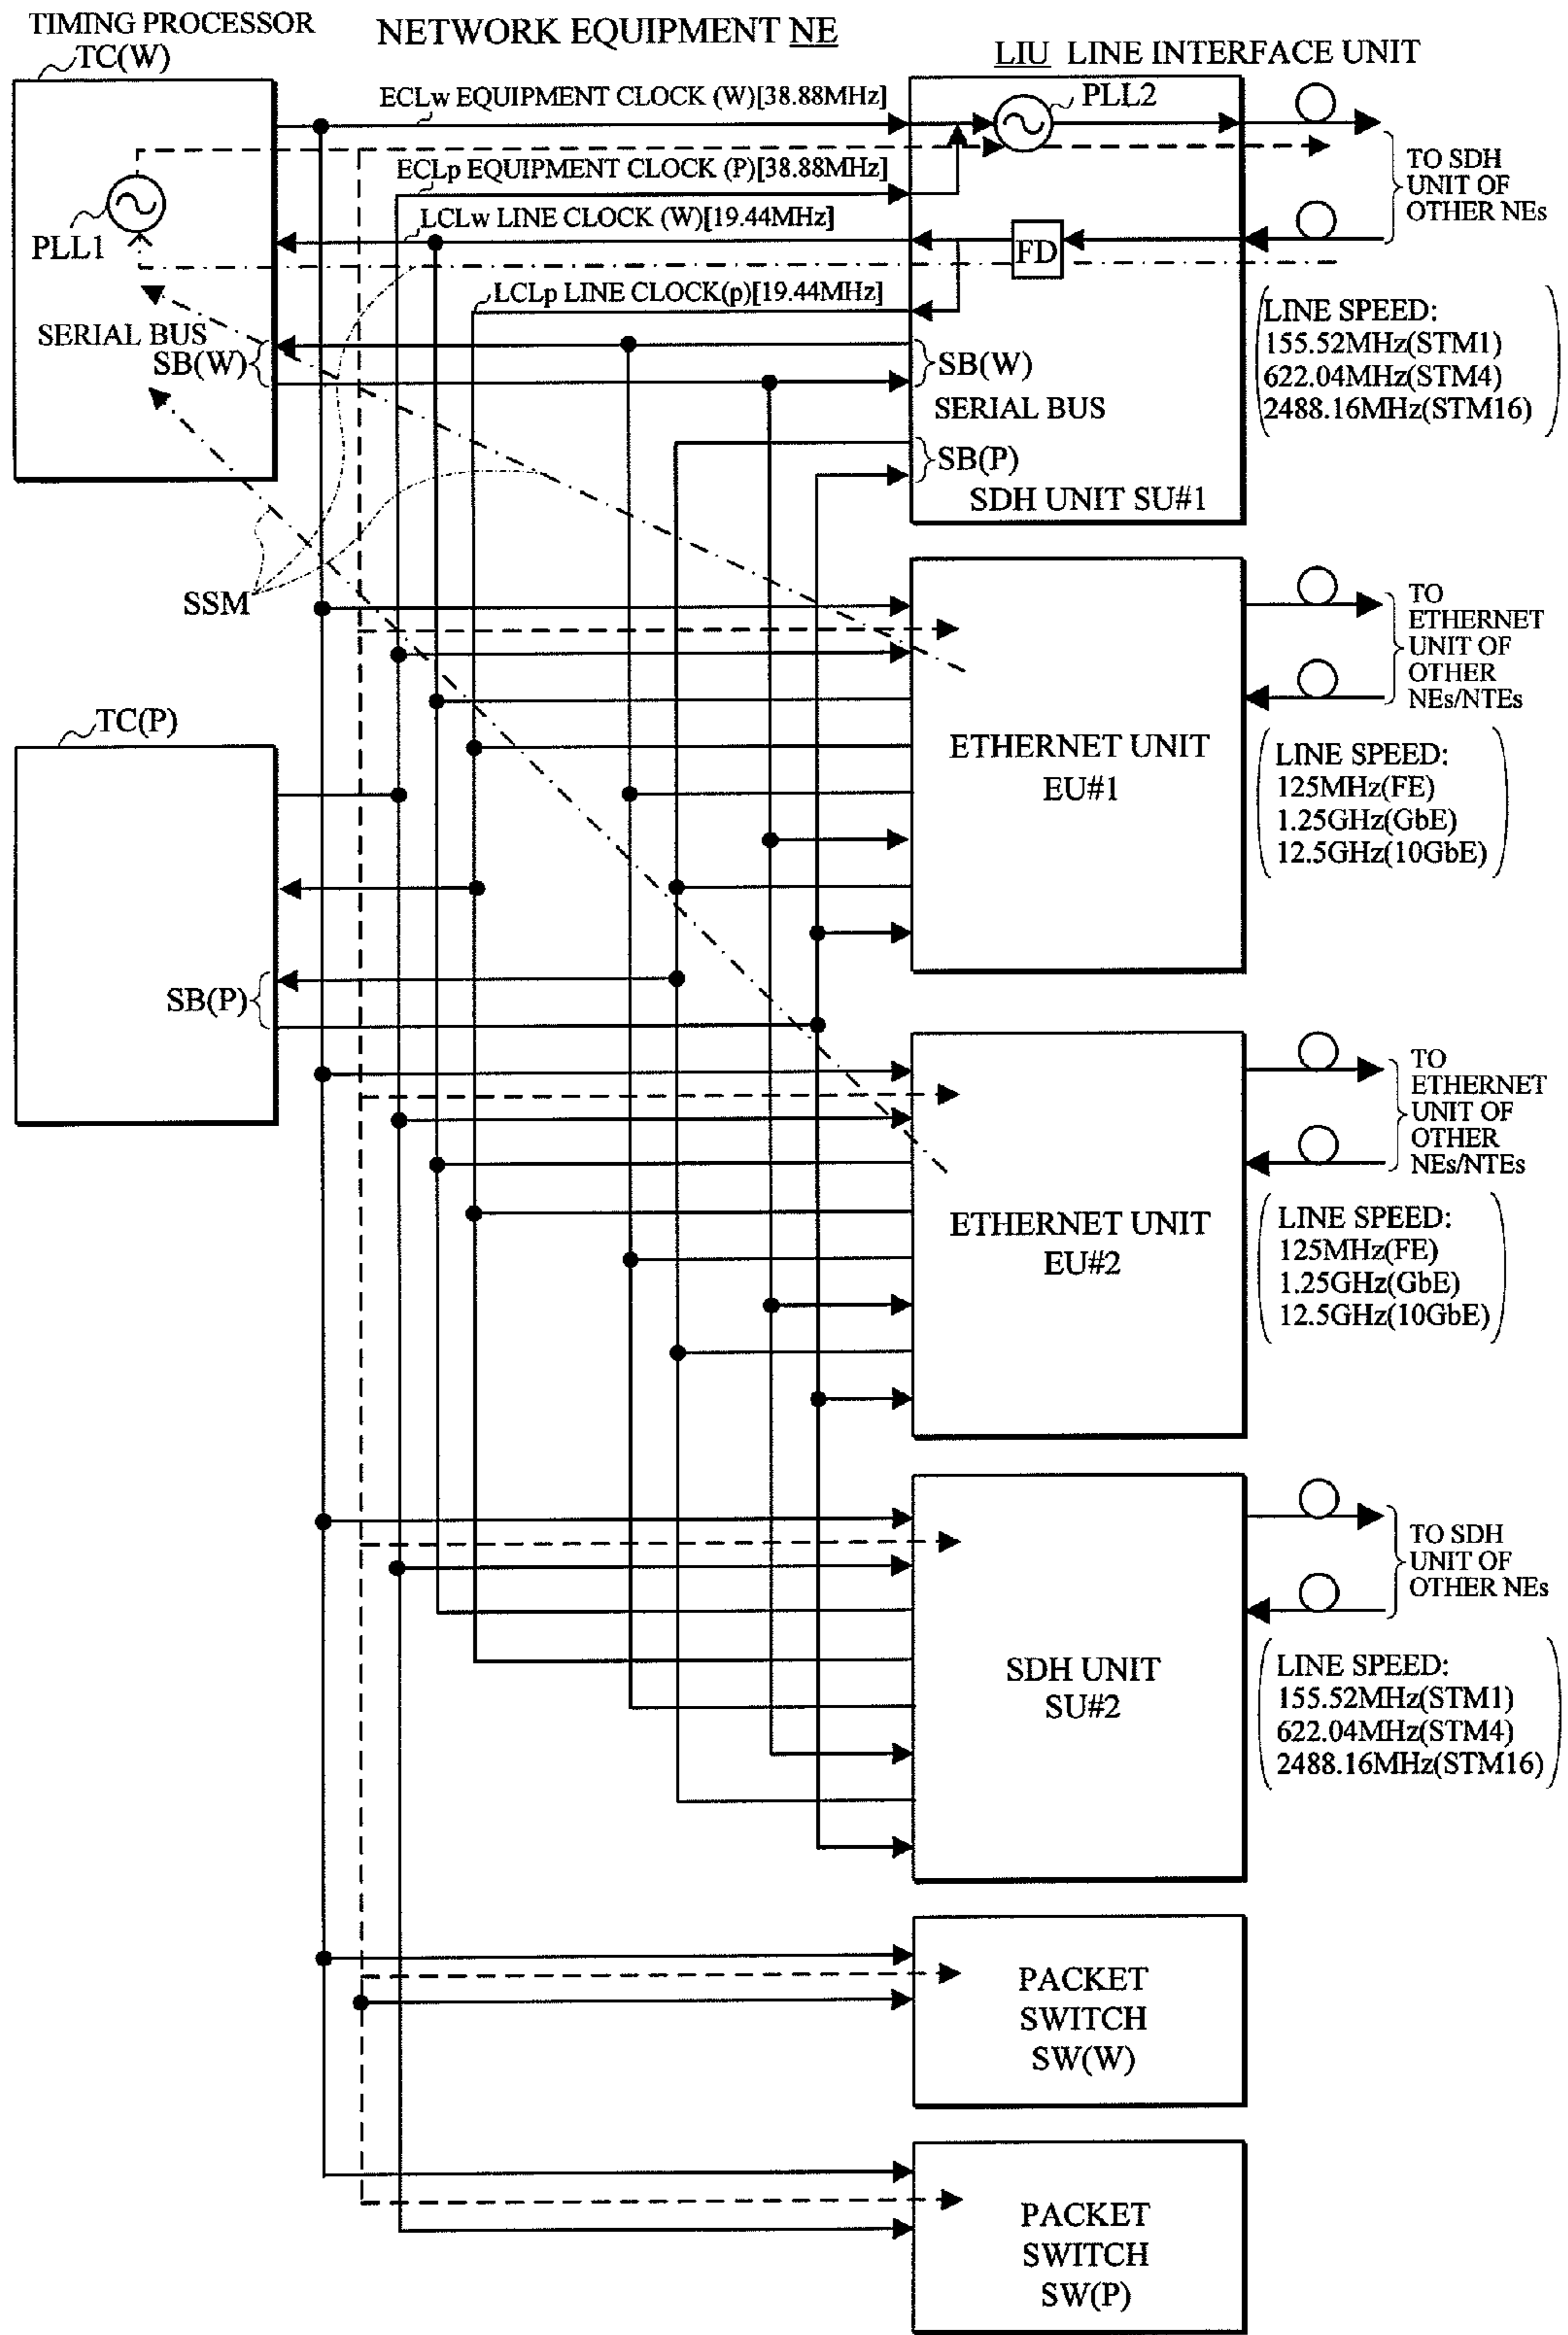 TIMING PROCESSOR
TC(W)
NETWORK EQUIPMENT NE
LIU LINE INTERFACE UNIT
ECLw EQUIPMENT CLOCK (W)[38.88MHz]
PLL2
ECLp EQUIPMENT CLOCK (P)[38.88MHz]
TO SDH
UNIT OF
OTHER NEs
LCLw LINE CLOCK (W)[19.44MHz]
PLL1
FD
LCLp LINE CLOCK(p)[19.44MHz]
LINE SPEED:
155.52MHz(STM1)
622.04MHz(STM4)
2488.16MHz(STM16)
SERIAL BUS
SB(W)
SB(W)
SERIAL BUS
SB(P)
SDH UNIT SU#1
SSM
TO
ETHERNET
UNIT OF
OTHER
NEs/NTEs
TC(P)
ETHERNET UNIT
EU#1
LINE SPEED:
125MHz(FE)
1.25GHz(GbE)
12.5GHz(10GbE)
SB(P)
TO
ETHERNET
UNIT OF
OTHER
NEs/NTEs
ETHERNET UNIT
EU#2
LINE SPEED:
125MHz(FE)
1.25GHz(GbE)
12.5GHz(10GbE)
TO SDH
UNIT OF
OTHER NEs
SDH UNIT
SU#2
LINE SPEED:
155.52MHz(STM1)
622.04MHz(STM4)
2488.16MHz(STM16)
PACKET
SWITCH
SW(W)
PACKET
SWITCH
SW(P)